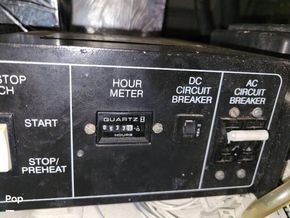 STOP
CH
START
STOP/
PREHEAT
HOUR
METER
QUARTZ
HOURS
DC
CIRCUIT
BREAKER
AC
CIRCUIT
BREAKER
Pop